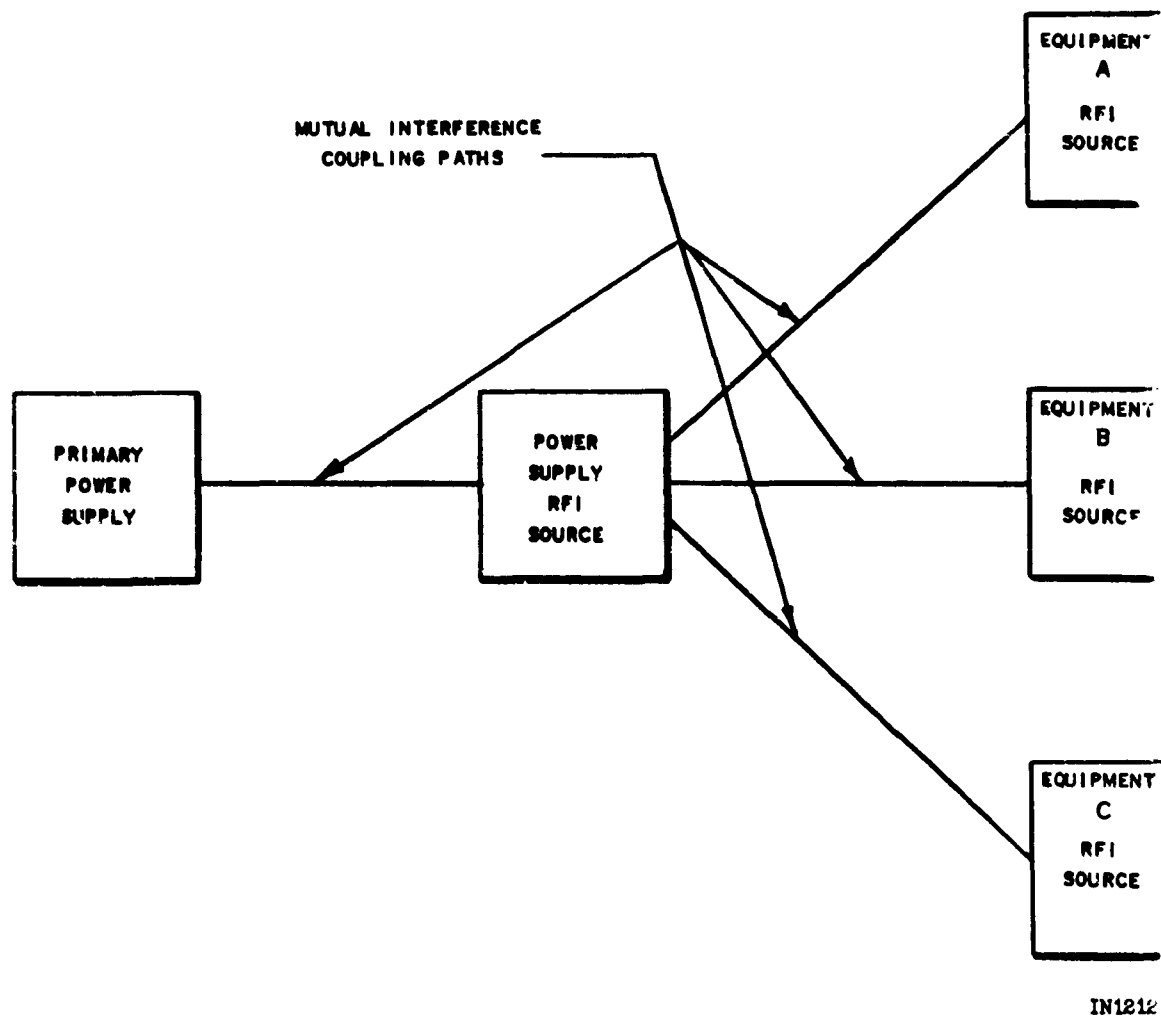 EQUIPMENT
A
RFI
SOURCE
MUTUAL INTERFERENCE
COUPLING PATHS
PRIMARY
POWER
SUPPLY
POWER
SUPPLY
RFI
SOURCE
EQUIPMENT
B
RFI
SOURCE
EQUIPMENT
C
RFI
SOURCE
IN1212